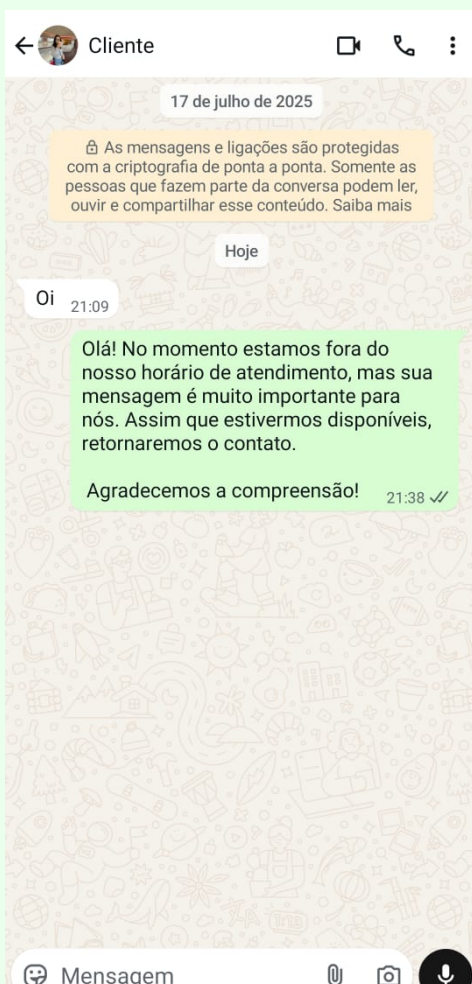 Cliente
17 de julho de 2025
As mensagens e ligações são protegidas
com a criptografia de ponta a ponta. Somente as
pessoas que fazem parte da conversa podem ler,
ouvir e compartilhar esse conteúdo. Saiba mais
Hoje
Oi 21:09
Olá! No momento estamos fora do
nosso horário de atendimento, mas sua
mensagem é muito importante para
nós. Assim que estivermos disponíveis,
retornaremos o contato.
Agradecemos a compreensão! 21:38
Mensagem